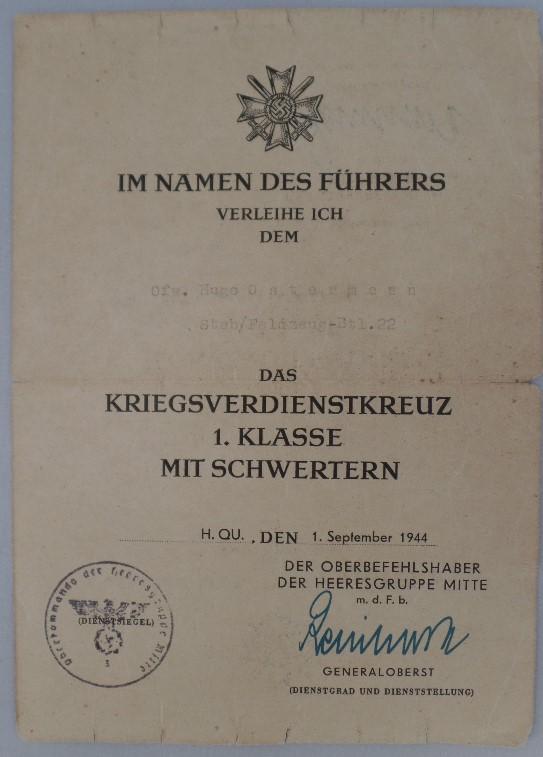 IM NAMEN DES FÜHRERS
VERLEIHE ICH
DEM
Ofw. Hugo O s t e r m a n n
Stab/Feldzeug-Btl.22
DAS
KRIEGSVERDIENSTKREUZ
1. KLASSE
MIT SCHWERTERN
H. QU. , DEN 1. September 1944
DER OBERBEFEHLSHABER
DER HEERESGRUPPE MITTE
m. d. F. b.
Oberkommando der Heeresgruppe Mitte
(DIENSTSIEGEL)
GENERALOBERST
(DIENSTGRAD UND DIENSTSTELLUNG)